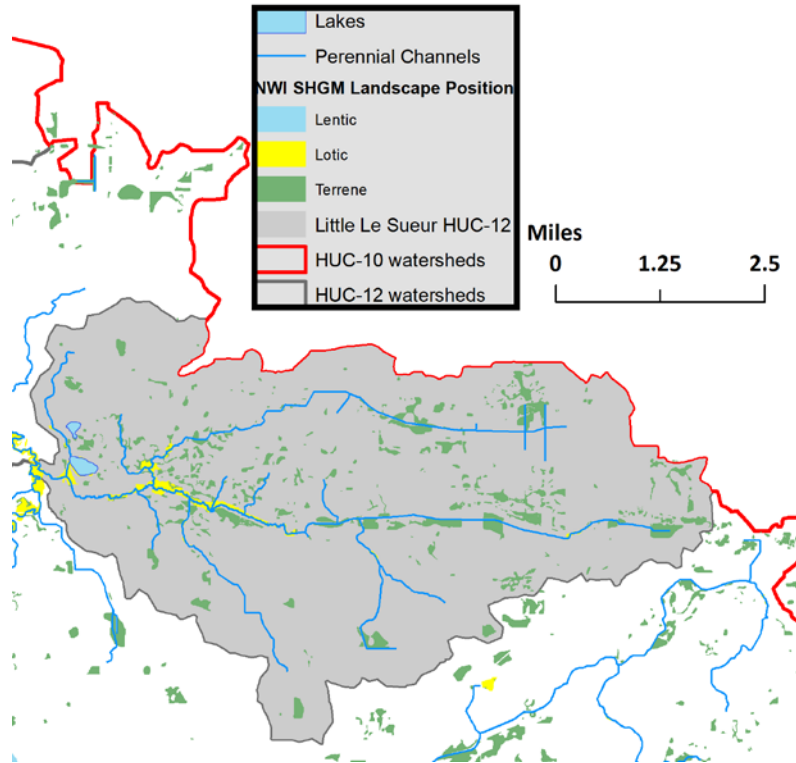 Lakes
Perennial Channels
NWI SHGM Landscape Position
Lentic
Lotic
Terrene
Little Le Sueur HUC-12
HUC-10 watersheds
HUC-12 watersheds
Miles
0 1.25 2.5